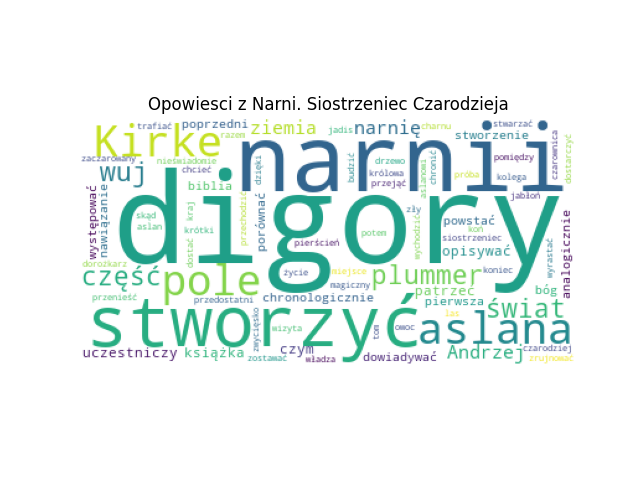 Opowiesci z Narni. Siostrzeniec Czarodzieja
trafiać poprzedni ziemia jadis narnię charnu stwarzać
Kirke razem narnii stworzenie
zaczarowany nieświadomie dzięki budzić drzewo aslanowi chronić pomiędzy czarownica dostarczyć
wuj chcieć królowa próba kolega
biblia przejąć jabłoń
występować nawiązanie digory
skąd kraj przechodzić porównać zły powstać koń
aslan krótki pierścień potem wychodzić siostrzeniec analogicznie
dorożkarz dostać opisywać wyrastać
część pole życie miejsce plummer koniec
magiczny patrzec bóg
przenieść przedostatni chronologicznie pierwsza świat
stworzyć zwycięsko wizyta tom owoc las aslana
uczestniczy książka czym dowiadywać Andrzej czarodziej
zostawać władza zrujnować